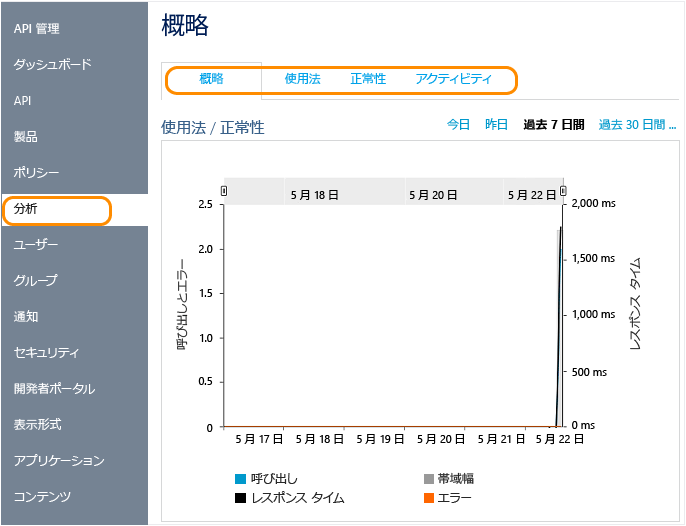 API 管理
ダッシュボード
API
製品
ポリシー
分析
ユーザー
グループ
通知
セキュリティ
開発者ポータル
表示形式
アプリケーション
コンテンツ
概略
概略 使用法 正常性 アクティビティ
使用法 / 正常性
今日 昨日 過去 7 日間 過去 30 日間 ...
5 月 18 日 5 月 20 日 5 月 22 日
呼び出しとエラー
2.5
2.0
1.5
1.0
0.5
0
2,000 ms
1,500 ms
1,000 ms
500 ms
0 ms
レスポンス タイム
5 月 17 日 5 月 18 日 5 月 19 日 5 月 20 日 5 月 21 日 5 月 22 日
呼び出し 帯域幅
レスポンス タイム エラー